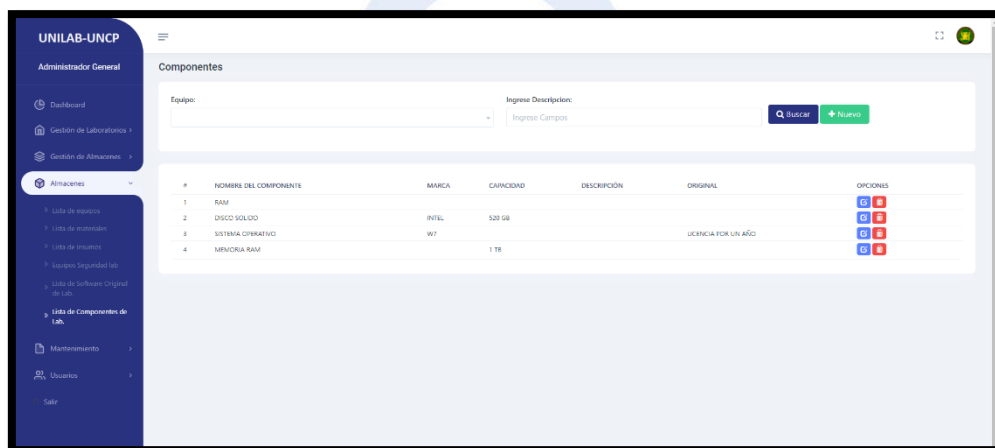 UNILAB-UNCP
Administrador General
Dashboard
Gestión de Laboratorios
Gestión de Almacenes
Almacenes
Lista de equipos
Lista de materiales
Lista de Insumos
Equipos Seguridad lab
Lista de Software Original
de Lab.
Lista de Componentes de
Lab.
Mantenimiento
Usuarios
Salir
Componentes
Equipo:
Ingrese Descripcion:
Ingrese Campos
Buscar
Nuevo
# NOMBRE DEL COMPONENTE MARCA CAPACIDAD DESCRIPCIÓN ORIGINAL OPCIONES
1 RAM
2 DISCO SOLIDO INTEL 520 GB
3 SISTEMA OPERATIVO W7 LICENCIA POR UN AÑO
4 MEMORIA RAM 1 TB